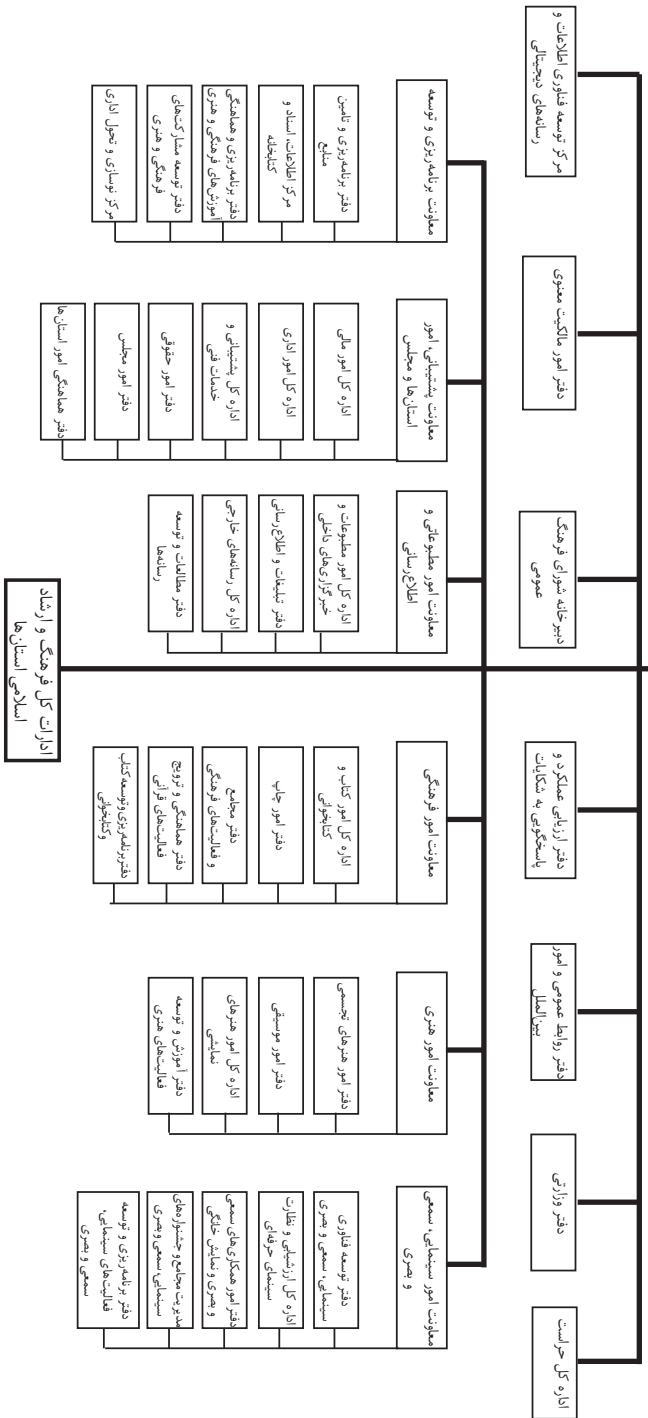 اداره کل حراست
دفتر وزارتی
دفتر روابط عمومی و امور
بین‌الملل
دفتر ارزیابی عملکرد و
پاسخگویی به شکایات
دبیرخانه شورای فرهنگ
عمومی
دفتر امور مالکیت معنوی
مرکز توسعه فناوری اطلاعات و
رسانه‌های دیجیتالی
معاونت امور سینمایی، سمعی
و بصری
دفتر توسعه فناوری
سینمایی، سمعی و بصری
اداره کل ارزشیابی و نظارت
سینمای حرفه‌ای
دفتر امور همکاری‌های سمعی
و بصری و نمایش خانگی
مدیریت مجامع و جشنواره‌های
سینمایی، سمعی و بصری
دفتر برنامه‌ریزی و توسعه
فعالیت‌های سینمایی،
سمعی و بصری
معاونت امور هنری
دفتر امور هنرهای تجسمی
دفتر امور موسیقی
اداره کل امور هنرهای
نمایشی
دفتر آموزش و توسعه
فعالیت‌های هنری
معاونت امور فرهنگی
اداره کل امور کتاب و
کتابخوانی
دفتر امور چاپ
دفتر مجامع
و فعالیت‌های فرهنگی
دفتر هماهنگی و ترویج
فعالیت‌های قرآنی
دفتر برنامه‌ریزی و توسعه کتاب
و کتابخوانی
معاونت امور مطبوعاتی و
اطلاع‌رسانی
اداره کل امور مطبوعات و
خبرگزاری‌های داخلی
دفتر تبلیغات و اطلاع‌رسانی
اداره کل رسانه‌های خارجی
دفتر مطالعات و توسعه
رسانه‌ها
معاونت پشتیبانی، امور
استان‌ها و مجلس
اداره کل امور مالی
اداره کل امور اداری
اداره کل پشتیبانی و
خدمات فنی
دفتر امور حقوقی
دفتر امور مجلس
دفتر هماهنگی امور استان‌ها
معاونت برنامه‌ریزی و توسعه
دفتر برنامه‌ریزی و تامین
منابع
مرکز اطلاعات، اسناد و
کتابخانه
دفتر برنامه‌ریزی و هماهنگی
آموزش‌های فرهنگی و هنری
دفتر توسعه مشارکت‌های
فرهنگی و هنری
مرکز نوسازی و تحول اداری
ادارات کل فرهنگ و ارشاد
اسلامی استان‌ها